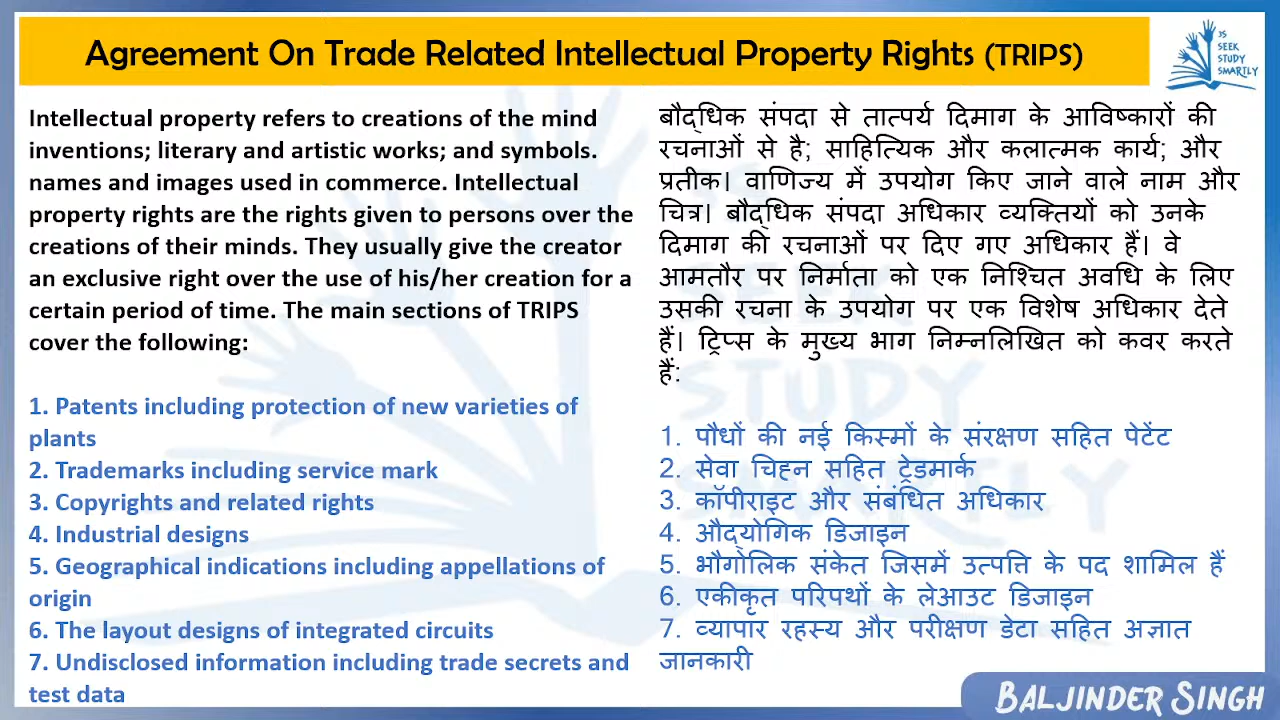 Agreement On Trade Related Intellectual Property Rights (TRIPS)
3S
SEEK
STUDY
SMARTLY
Intellectual property refers to creations of the mind
inventions; literary and artistic works; and symbols.
names and images used in commerce. Intellectual
property rights are the rights given to persons over the
creations of their minds. They usually give the creator
an exclusive right over the use of his/her creation for a
certain period of time. The main sections of TRIPS
cover the following:
1. Patents including protection of new varieties of
plants
2. Trademarks including service mark
3. Copyrights and related rights
4. Industrial designs
5. Geographical indications including appellations of
origin
6. The layout designs of integrated circuits
7. Undisclosed information including trade secrets and
test data
बौद्धिक संपदा से तात्पर्य दिमाग के आविष्कारों की
रचनाओं से है; साहित्यिक और कलात्मक कार्य; और
प्रतीक। वाणिज्य में उपयोग किए जाने वाले नाम और
चित्र। बौद्धिक संपदा अधिकार व्यक्तियों को उनके
दिमाग की रचनाओं पर दिए गए अधिकार हैं। वे
आमतौर पर निर्माता को एक निश्चित अवधि के लिए
उसकी रचना के उपयोग पर एक विशेष अधिकार देते
हैं। ट्रिप्स के मुख्य भाग निम्नलिखित को कवर करते
हैं:
1. पौधों की नई किस्मों के संरक्षण सहित पेटेंट
2. सेवा चिह्न सहित ट्रेडमार्क
3. कॉपीराइट और संबंधित अधिकार
4. औद्योगिक डिजाइन
5. भौगोलिक संकेत जिसमें उत्पत्ति के पद शामिल हैं
6. एकीकृत परिपथों के लेआउट डिजाइन
7. व्यापार रहस्य और परीक्षण डेटा सहित अज्ञात
जानकारी
3S
SEEK
STUDY
SMARTLY
BALJINDER SINGH